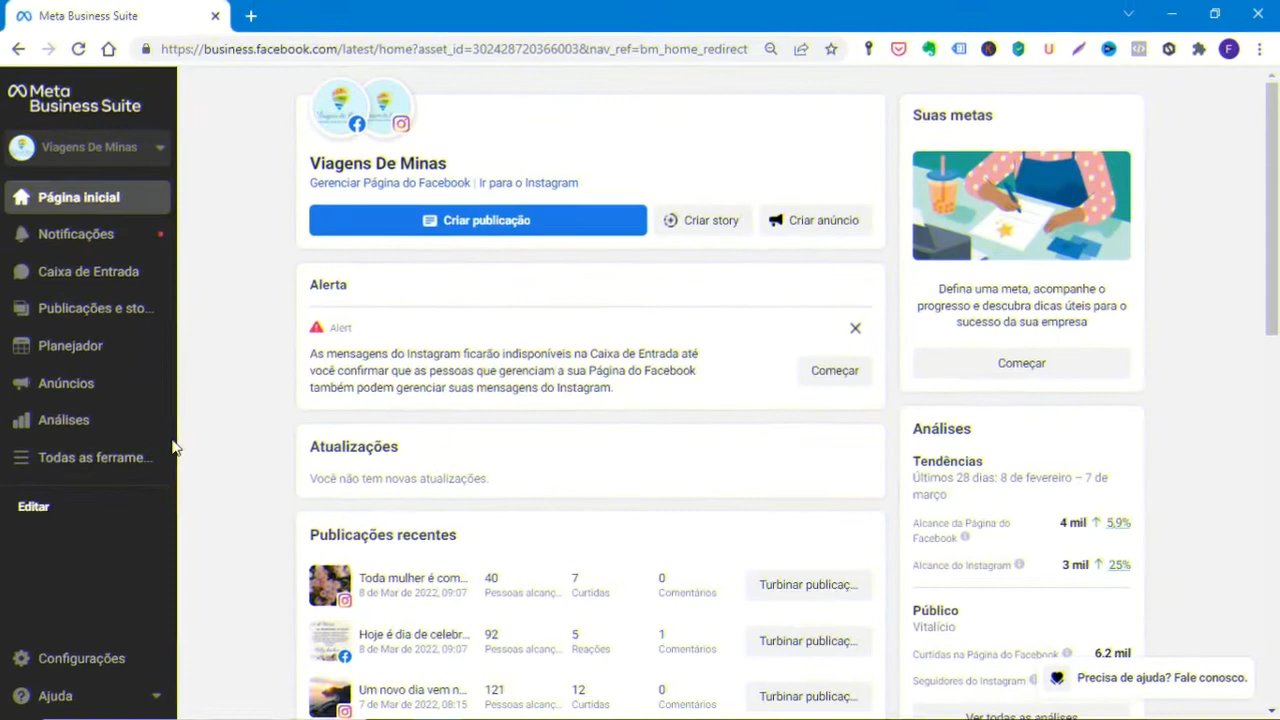 Meta Business Suite
https://business.facebook.com/latest/home?asset_id=302428720366003&nav_ref=bm_home_redirect
F
Meta
Business Suite
Viagens De Minas
Página inicial
Notificações
Caixa de Entrada
Publicações e sto...
Planejador
Anúncios
Análises
Todas as ferrame...
Editar
Configurações
Ajuda
Viagens De Minas
Gerenciar Página do Facebook | Ir para o Instagram
Criar publicação
Criar story
Criar anúncio
Alerta
Alert
As mensagens do Instagram ficarão indisponíveis na Caixa de Entrada até
você confirmar que as pessoas que gerenciam a sua Página do Facebook
também podem gerenciar suas mensagens do Instagram.
Começar
Atualizações
Você não tem novas atualizações.
Publicações recentes
Toda mulher é com... 40 7 0 Turbinar publicaç...
8 de Mar de 2022, 09:07 Pessoas alcanç... Curtidas Comentários
Hoje é dia de celebr... 92 5 1 Turbinar publicaç...
8 de Mar de 2022, 09:07 Pessoas alcanç... Reações Comentários
Um novo dia vem n... 121 12 0 Turbinar publicaç...
7 de Mar de 2022, 08:15 Pessoas alcanç... Curtidas Comentários
Suas metas
Defina uma meta, acompanhe o
progresso e descubra dicas úteis para o
sucesso da sua empresa
Começar
Análises
Tendências
Últimos 28 dias: 8 de fevereiro – 7 de
março
Alcance da Página do
Facebook 4 mil ↑ 5,9%
Alcance do Instagram 3 mil ↑ 25%
Público
Vitalício
Curtidas na Página do Facebook 6,2 mil
Seguidores do Instagram
Precisa de ajuda? Fale conosco.
Ver todas as análises